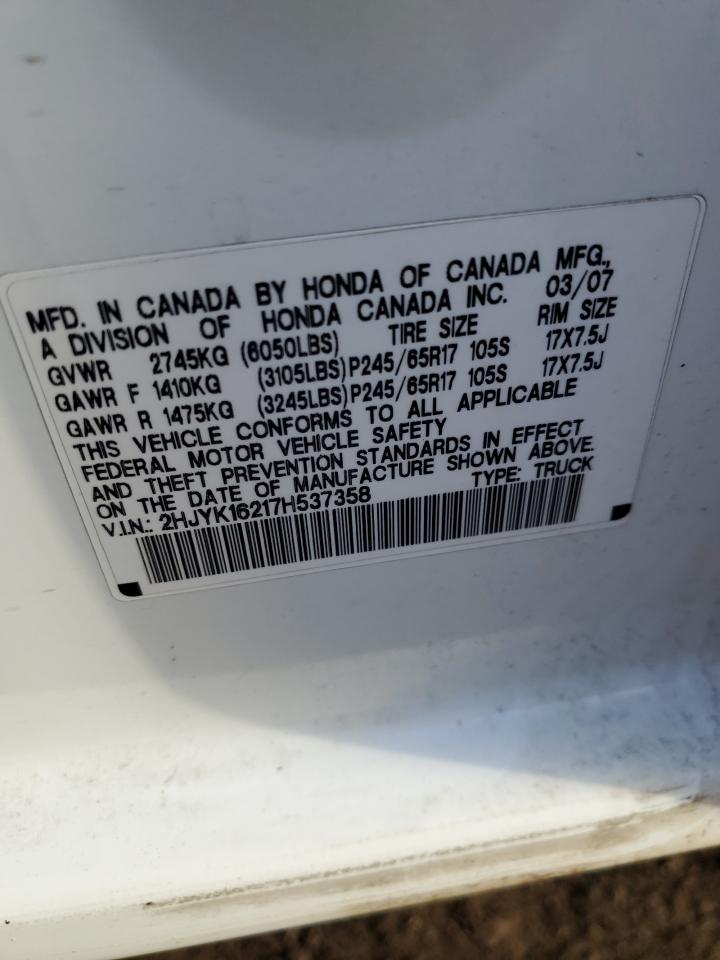 MFD. IN CANADA BY HONDA OF CANADA MFG.,
A DIVISION OF HONDA CANADA INC. 03/07
GVWR 2745KG (6050LBS) TIRE SIZE RIM SIZE
GAWR F 1410KG (3105LBS)P245/65R17 105S 17X7.5J
GAWR R 1475KG (3245LBS)P245/65R17 105S 17X7.5J
THIS VEHICLE CONFORMS TO ALL APPLICABLE
FEDERAL MOTOR VEHICLE SAFETY
AND THEFT PREVENTION STANDARDS IN EFFECT
ON THE DATE OF MANUFACTURE SHOWN ABOVE.
V.I.N.: 2HJYK16217H537358 TYPE: TRUCK